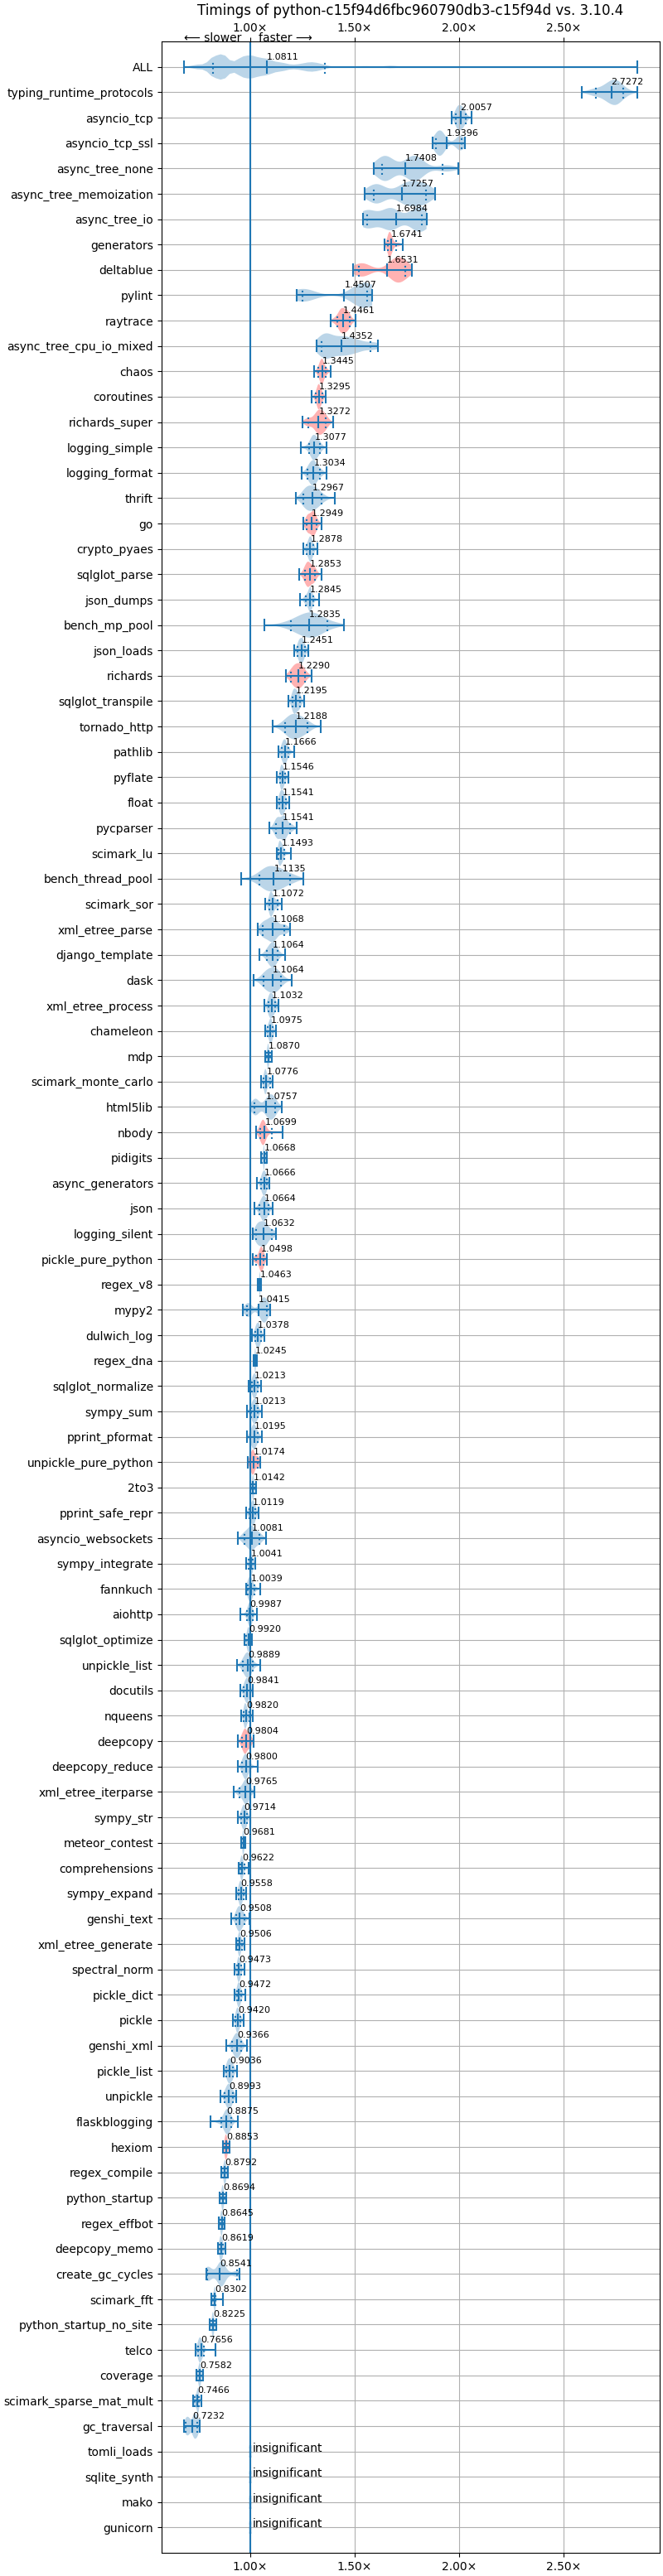 Timings of python-c15f94d6fbc960790db3-c15f94d vs. 3.10.4
1.00× 1.50× 2.00× 2.50×
⟵ slower faster ⟶
ALL 1.0811
typing_runtime_protocols 2.7272
asyncio_tcp 2.0057
asyncio_tcp_ssl 1.9396
async_tree_none 1.7408
async_tree_memoization 1.7257
async_tree_io 1.6984
generators 1.6741
deltablue 1.6531
pylint 1.4507
raytrace 1.4461
async_tree_cpu_io_mixed 1.4352
chaos 1.3445
coroutines 1.3295
richards_super 1.3272
logging_simple 1.3077
logging_format 1.3034
thrift 1.2967
go 1.2949
crypto_pyaes 1.2878
sqlglot_parse 1.2853
json_dumps 1.2845
bench_mp_pool 1.2835
json_loads 1.2451
richards 1.2290
sqlglot_transpile 1.2195
tornado_http 1.2188
pathlib 1.1666
pyflate 1.1546
float 1.1541
pycparser 1.1541
scimark_lu 1.1493
bench_thread_pool 1.1135
scimark_sor 1.1072
xml_etree_parse 1.1068
django_template 1.1064
dask 1.1064
xml_etree_process 1.1032
chameleon 1.0975
mdp 1.0870
scimark_monte_carlo 1.0776
html5lib 1.0757
nbody 1.0699
pidigits 1.0668
async_generators 1.0666
json 1.0664
logging_silent 1.0632
pickle_pure_python 1.0498
regex_v8 1.0463
mypy2 1.0415
dulwich_log 1.0378
regex_dna 1.0245
sqlglot_normalize 1.0213
sympy_sum 1.0213
pprint_pformat 1.0195
unpickle_pure_python 1.0174
2to3 1.0142
pprint_safe_repr 1.0119
asyncio_websockets 1.0081
sympy_integrate 1.0041
fannkuch 1.0039
aiohttp 0.9987
sqlglot_optimize 0.9920
unpickle_list 0.9889
docutils 0.9841
nqueens 0.9820
deepcopy 0.9804
deepcopy_reduce 0.9800
xml_etree_iterparse 0.9765
sympy_str 0.9714
meteor_contest 0.9681
comprehensions 0.9622
sympy_expand 0.9558
genshi_text 0.9508
xml_etree_generate 0.9506
spectral_norm 0.9473
pickle_dict 0.9472
pickle 0.9420
genshi_xml 0.9366
pickle_list 0.9036
unpickle 0.8993
flaskblogging 0.8875
hexiom 0.8853
regex_compile 0.8792
python_startup 0.8694
regex_effbot 0.8645
deepcopy_memo 0.8619
create_gc_cycles 0.8541
scimark_fft 0.8302
python_startup_no_site 0.8225
telco 0.7656
coverage 0.7582
scimark_sparse_mat_mult 0.7466
gc_traversal 0.7232
tomli_loads insignificant
sqlite_synth insignificant
mako insignificant
gunicorn insignificant
1.00× 1.50× 2.00× 2.50×